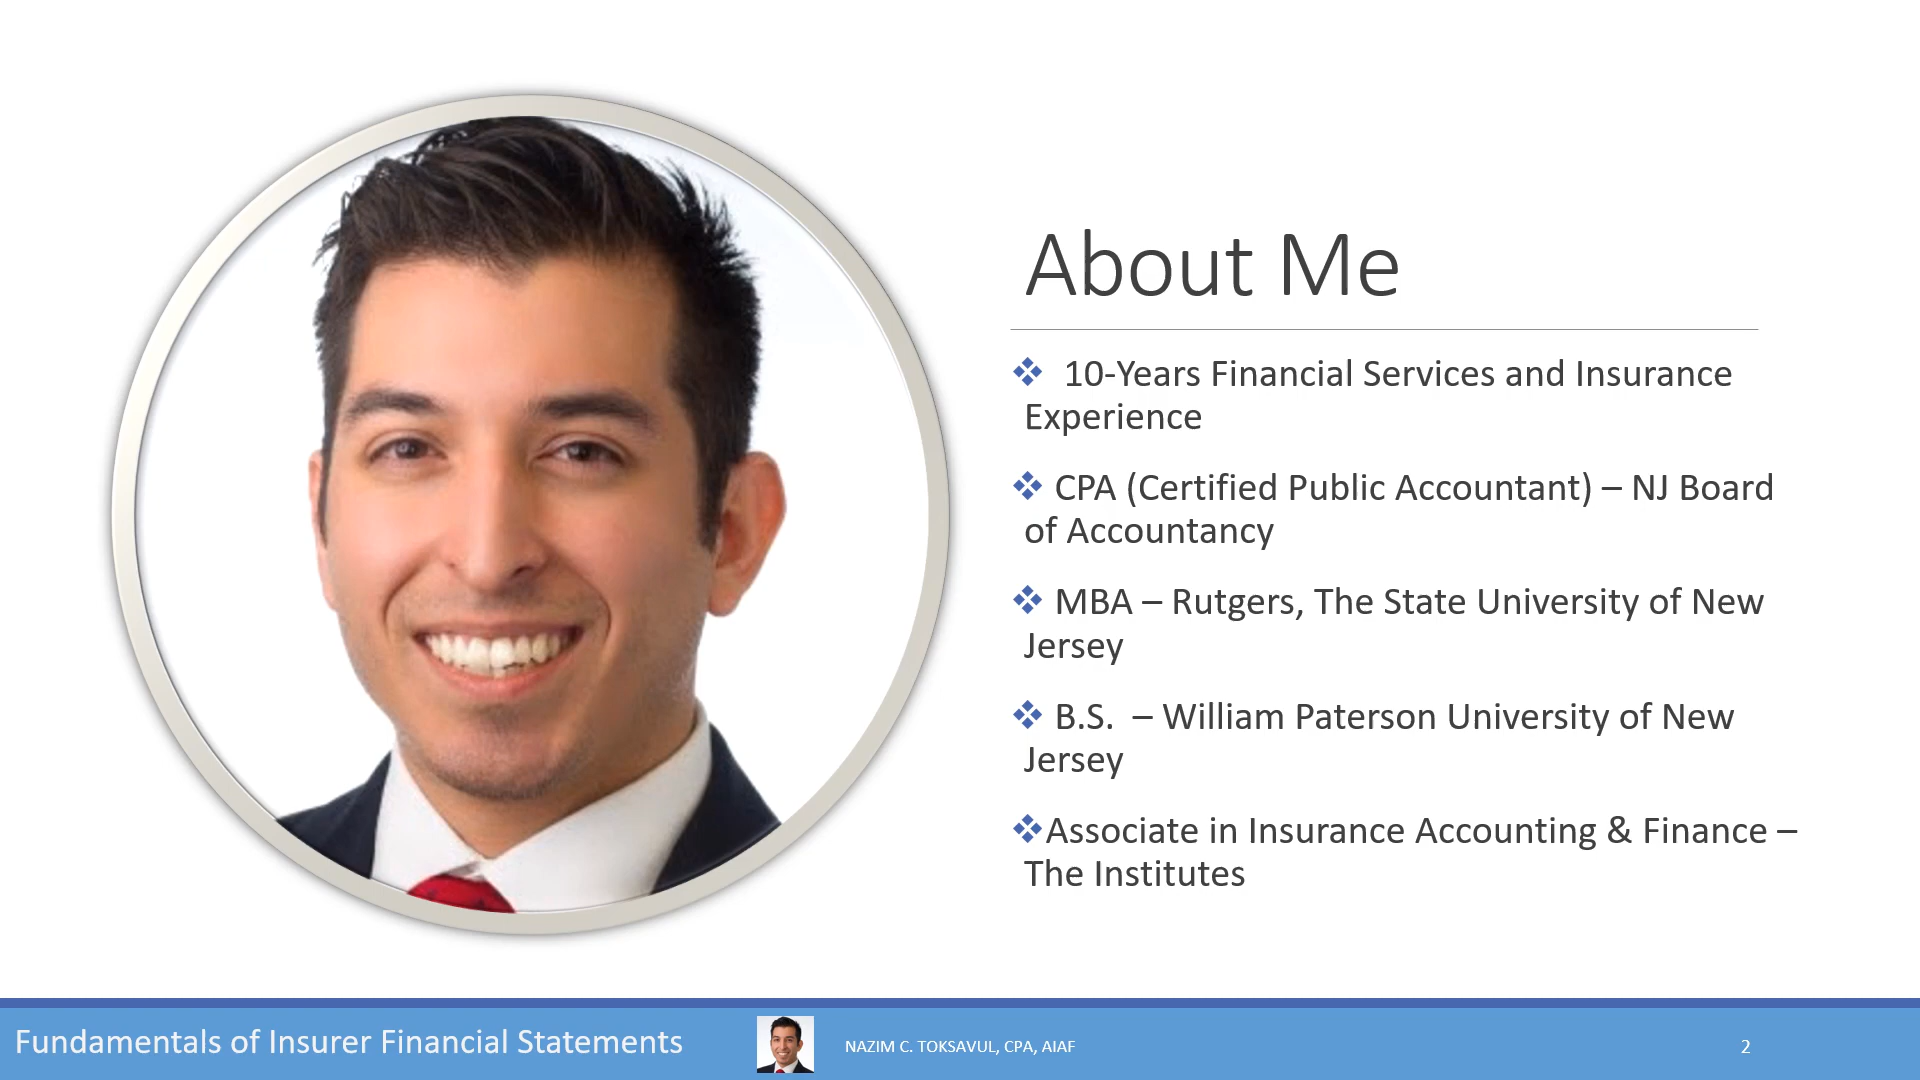 About Me
❖ 10-Years Financial Services and Insurance
Experience
❖ CPA (Certified Public Accountant) – NJ Board
of Accountancy
❖ MBA – Rutgers, The State University of New
Jersey
❖ B.S. – William Paterson University of New
Jersey
❖Associate in Insurance Accounting & Finance –
The Institutes
Fundamentals of Insurer Financial Statements
NAZIM C. TOKSAVUL, CPA, AIAF
2